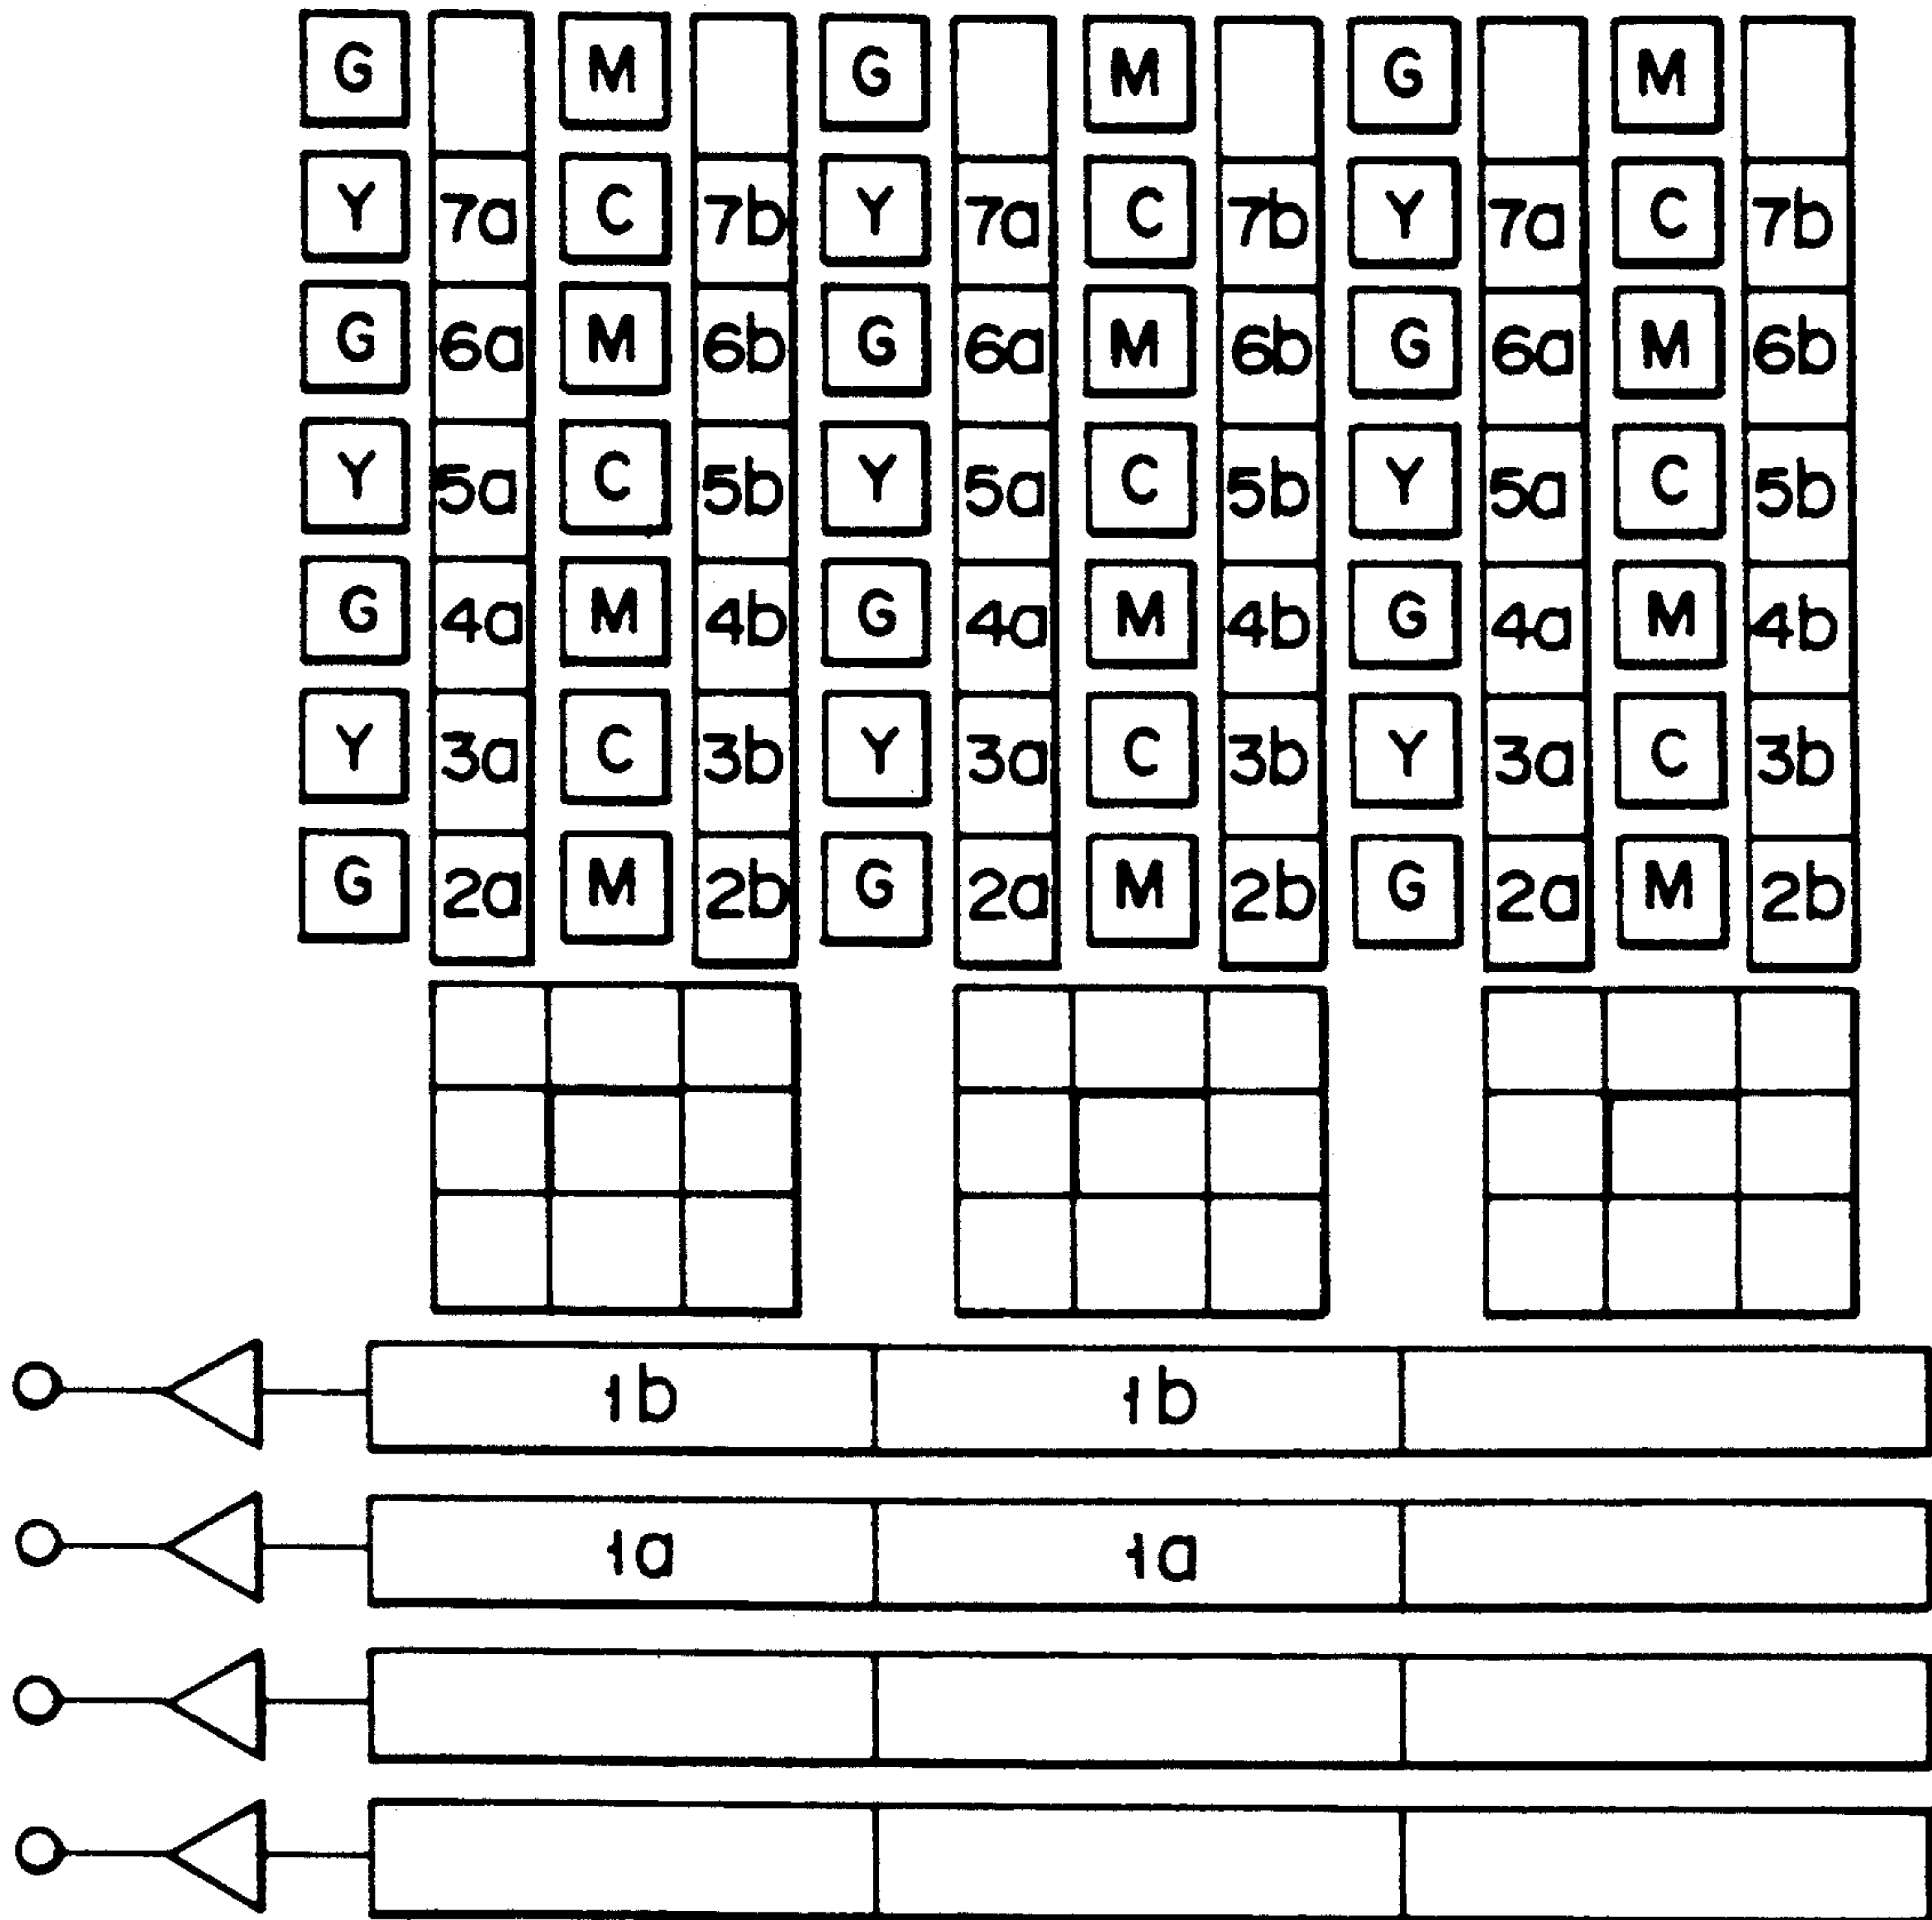 G M G M G M
Y 7a C 7b Y 7a C 7b Y 7a C 7b
G 6a M 6b G 6a M 6b G 6a M 6b
Y 5a C 5b Y 5a C 5b Y 5a C 5b
G 4a M 4b G 4a M 4b G 4a M 4b
Y 3a C 3b Y 3a C 3b Y 3a C 3b
G 2a M 2b G 2a M 2b G 2a M 2b
1b 1b
1a 1a